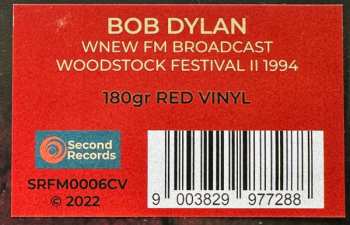 BOB DYLAN
WNEW FM BROADCAST
WOODSTOCK FESTIVAL II 1994
180gr RED VINYL
Second
Records
SRFM0006CV
© 2022
9 003829 977288